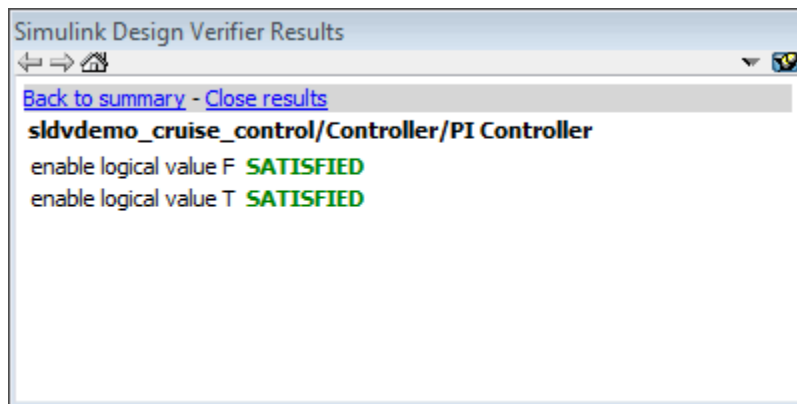 Simulink Design Verifier Results
Back to summary - Close results
sldvdemo_cruise_control/Controller/PI Controller
enable logical value F SATISFIED
enable logical value T SATISFIED